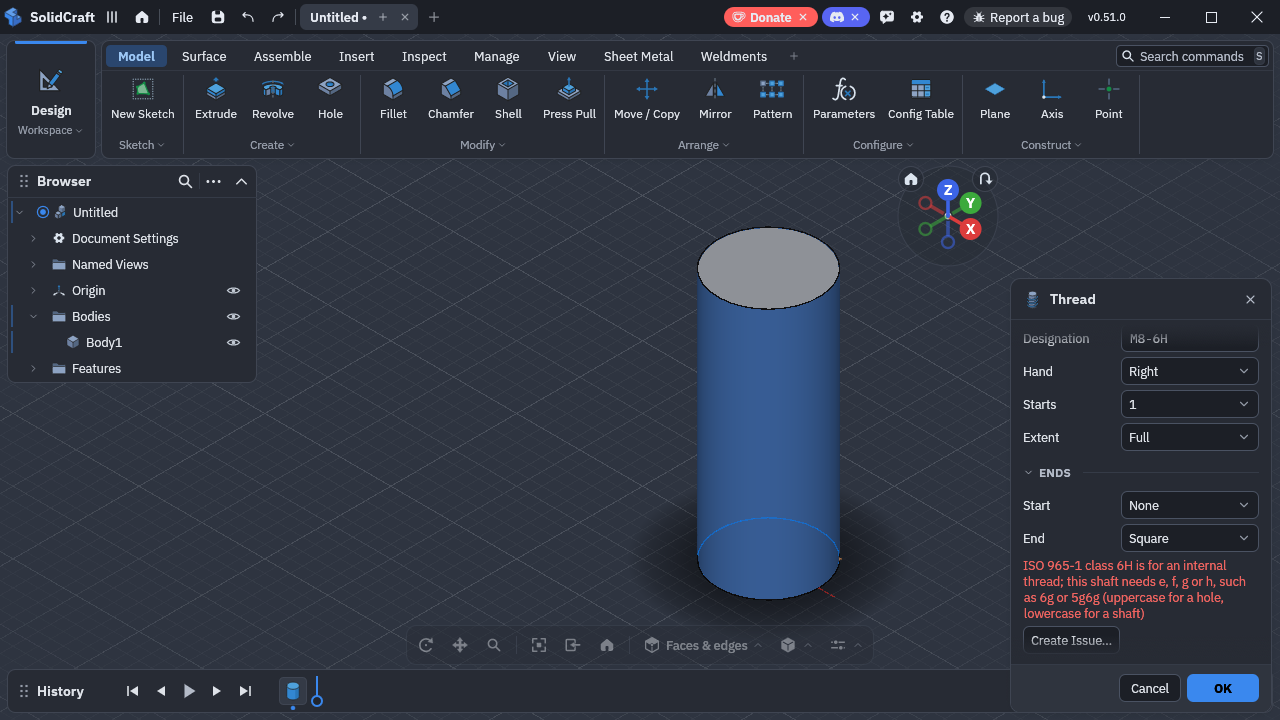 SolidCraft
File
Untitled •
Donate
Report a bug
v0.51.0
Design
Workspace
Model
Surface
Assemble
Insert
Inspect
Manage
View
Sheet Metal
Weldments
Search commands
S
New Sketch
Extrude
Revolve
Hole
Fillet
Chamfer
Shell
Press Pull
Move / Copy
Mirror
Pattern
Parameters
Config Table
Plane
Axis
Point
Sketch
Create
Modify
Arrange
Configure
Construct
Browser
Untitled
Document Settings
Named Views
Origin
Bodies
Body1
Features
Z
Y
X
Thread
Designation
M8-6H
Hand
Right
Starts
1
Extent
Full
ENDS
Start
None
End
Square
ISO 965-1 class 6H is for an internal
thread; this shaft needs e, f, g or h, such
as 6g or 5g6g (uppercase for a hole,
lowercase for a shaft)
Create Issue...
Cancel
OK
Faces & edges
History